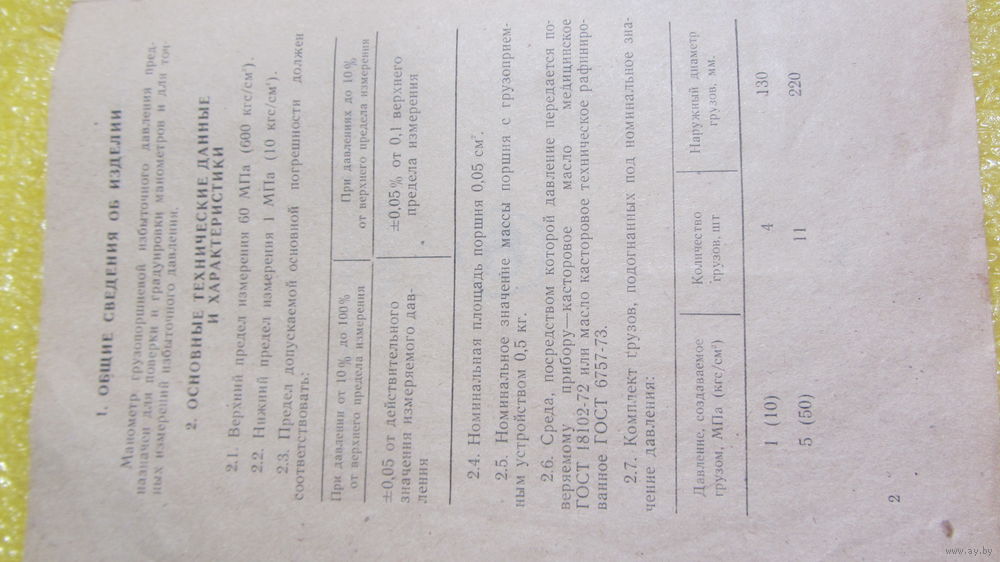 1. ОБЩИЕ СВЕДЕНИЯ ОБ ИЗДЕЛИИ
Манометр грузопоршневой избыточного давления пред-
назначен для поверки и градуировки манометров и для точ-
ных измерений избыточного давления.
2. ОСНОВНЫЕ ТЕХНИЧЕСКИЕ ДАННЫЕ
И ХАРАКТЕРИСТИКИ
2.1. Верхний предел измерения 60 МПа (600 кгс/см²).
2.2. Нижний предел измерения 1 МПа (10 кгс/см²).
2.3. Предел допускаемой основной погрешности должен
соответствовать:
При давлении от 10% до 100%
от верхнего предела измерения
При давлениях до 10%
от верхнего предела измерения
±0,05 от действительного
значения измеряемого дав-
ления
±0,05% от 0,1 верхнего
предела измерения
2.4. Номинальная площадь поршня 0,05 см².
2.5. Номинальное значение массы поршня с грузоприем-
ным устройством 0,5 кг.
2.6. Среда, посредством которой давление передается по-
веряемому прибору—касторовое масло медицинское
ГОСТ 18102-72 или масло касторовое техническое рафиниро-
ванное ГОСТ 6757-73.
2.7. Комплект грузов, подогнанных под номинальное зна-
чение давления:
Давление, создаваемое
грузом, МПа (кгс/см²)
Количество
грузов, шт
Наружный диаметр
грузов, мм.
1 (10) 4 130
5 (50) 11 220
2
www.ay.by